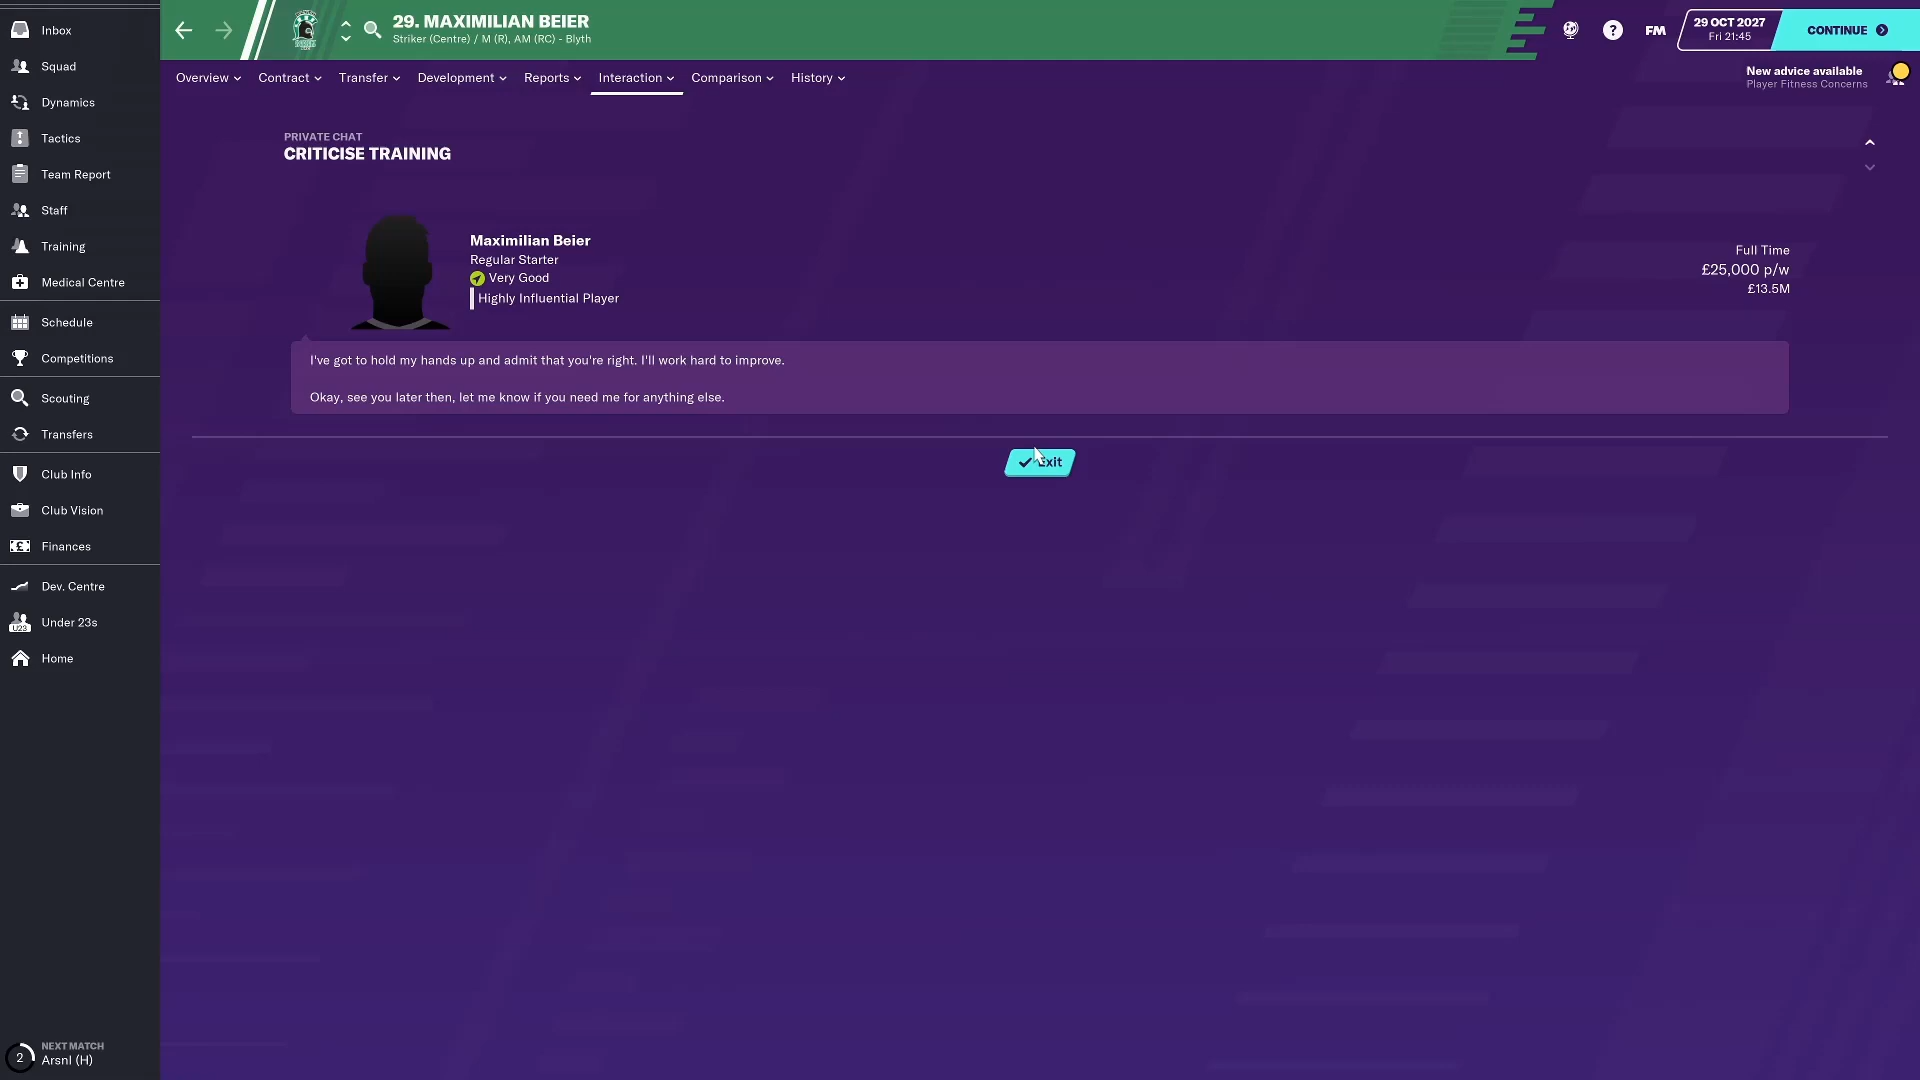 Inbox
Squad
Dynamics
Tactics
Team Report
Staff
Training
Medical Centre
Schedule
Competitions
Scouting
Transfers
Club Info
Club Vision
Finances
Dev. Centre
U23
Under 23s
Home
2
NEXT MATCH
Arsnl (H)
29. MAXIMILIAN BEIER
Striker (Centre) / M (R), AM (RC) - Blyth
?
FM
29 OCT 2027
Fri 21:45
CONTINUE
Overview
Contract
Transfer
Development
Reports
Interaction
Comparison
History
New advice available
Player Fitness Concerns
PRIVATE CHAT
CRITICISE TRAINING
Maximilian Beier
Regular Starter
Very Good
Highly Influential Player
Full Time
£25,000 p/w
£13.5M
I've got to hold my hands up and admit that you're right. I'll work hard to improve.
Okay, see you later then, let me know if you need me for anything else.
Exit